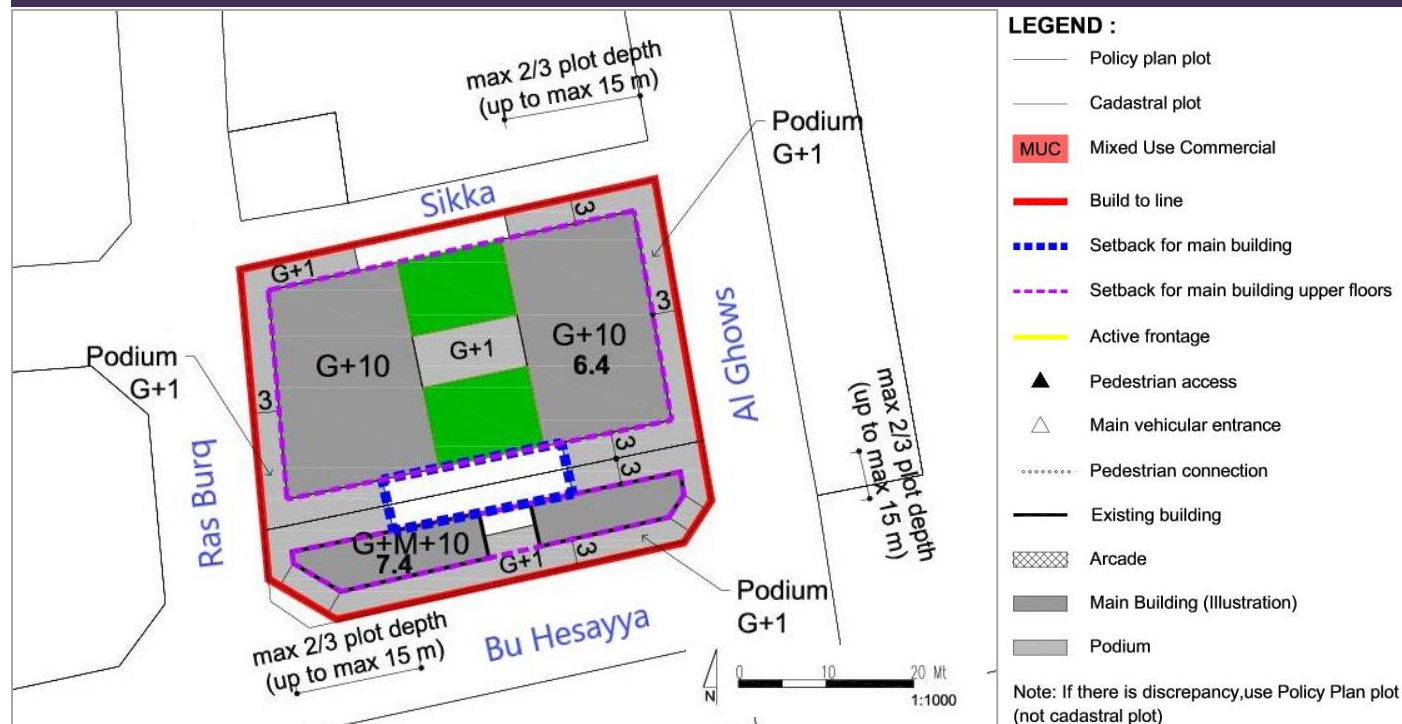 max 2/3 plot depth
(up to max 15 m)
Podium
G+1
Sikka
3
G+1
3
G+10
G+1
G+10
6.4
Podium
G+1
3
Al Ghows
max 2/3 plot depth
(up to max 15 m)
Ras Burq
3
3
G+M+10
7.4
G+1
3
Podium
G+1
Bu Hesayya
max 2/3 plot depth
(up to max 15 m)
N
0 10 20 Mt
1:1000
LEGEND :
Policy plan plot
Cadastral plot
MUC Mixed Use Commercial
Build to line
Setback for main building
Setback for main building upper floors
Active frontage
Pedestrian access
Main vehicular entrance
Pedestrian connection
Existing building
Arcade
Main Building (Illustration)
Podium
Note: If there is discrepancy,use Policy Plan plot
(not cadastral plot)